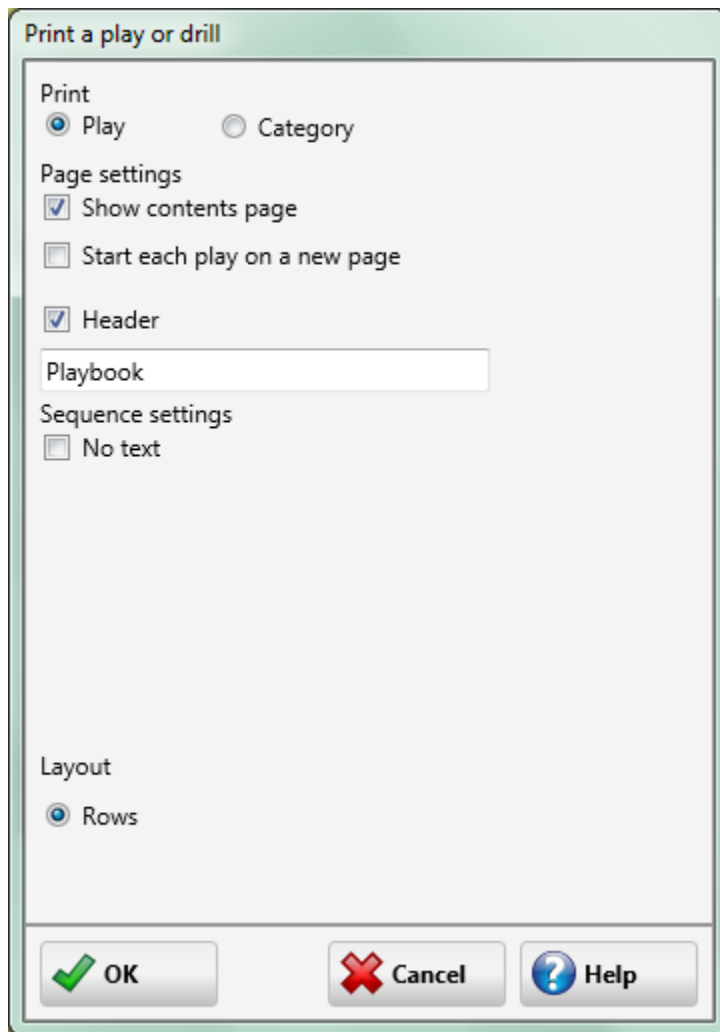 Print a play or drill
Print
Play Category
Page settings
Show contents page
Start each play on a new page
Header
Playbook
Sequence settings
No text
Layout
Rows
OK Cancel Help